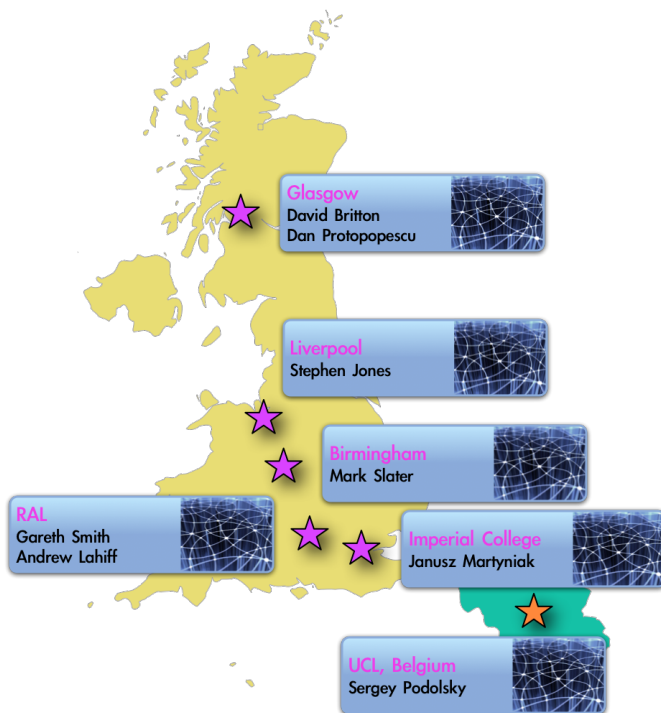 Glasgow
David Britton
Dan Protopopescu
Liverpool
Stephen Jones
Birmingham
Mark Slater
RAL
Gareth Smith
Andrew Lahiff
Imperial College
Janusz Martyniak
UCL, Belgium
Sergey Podolsky